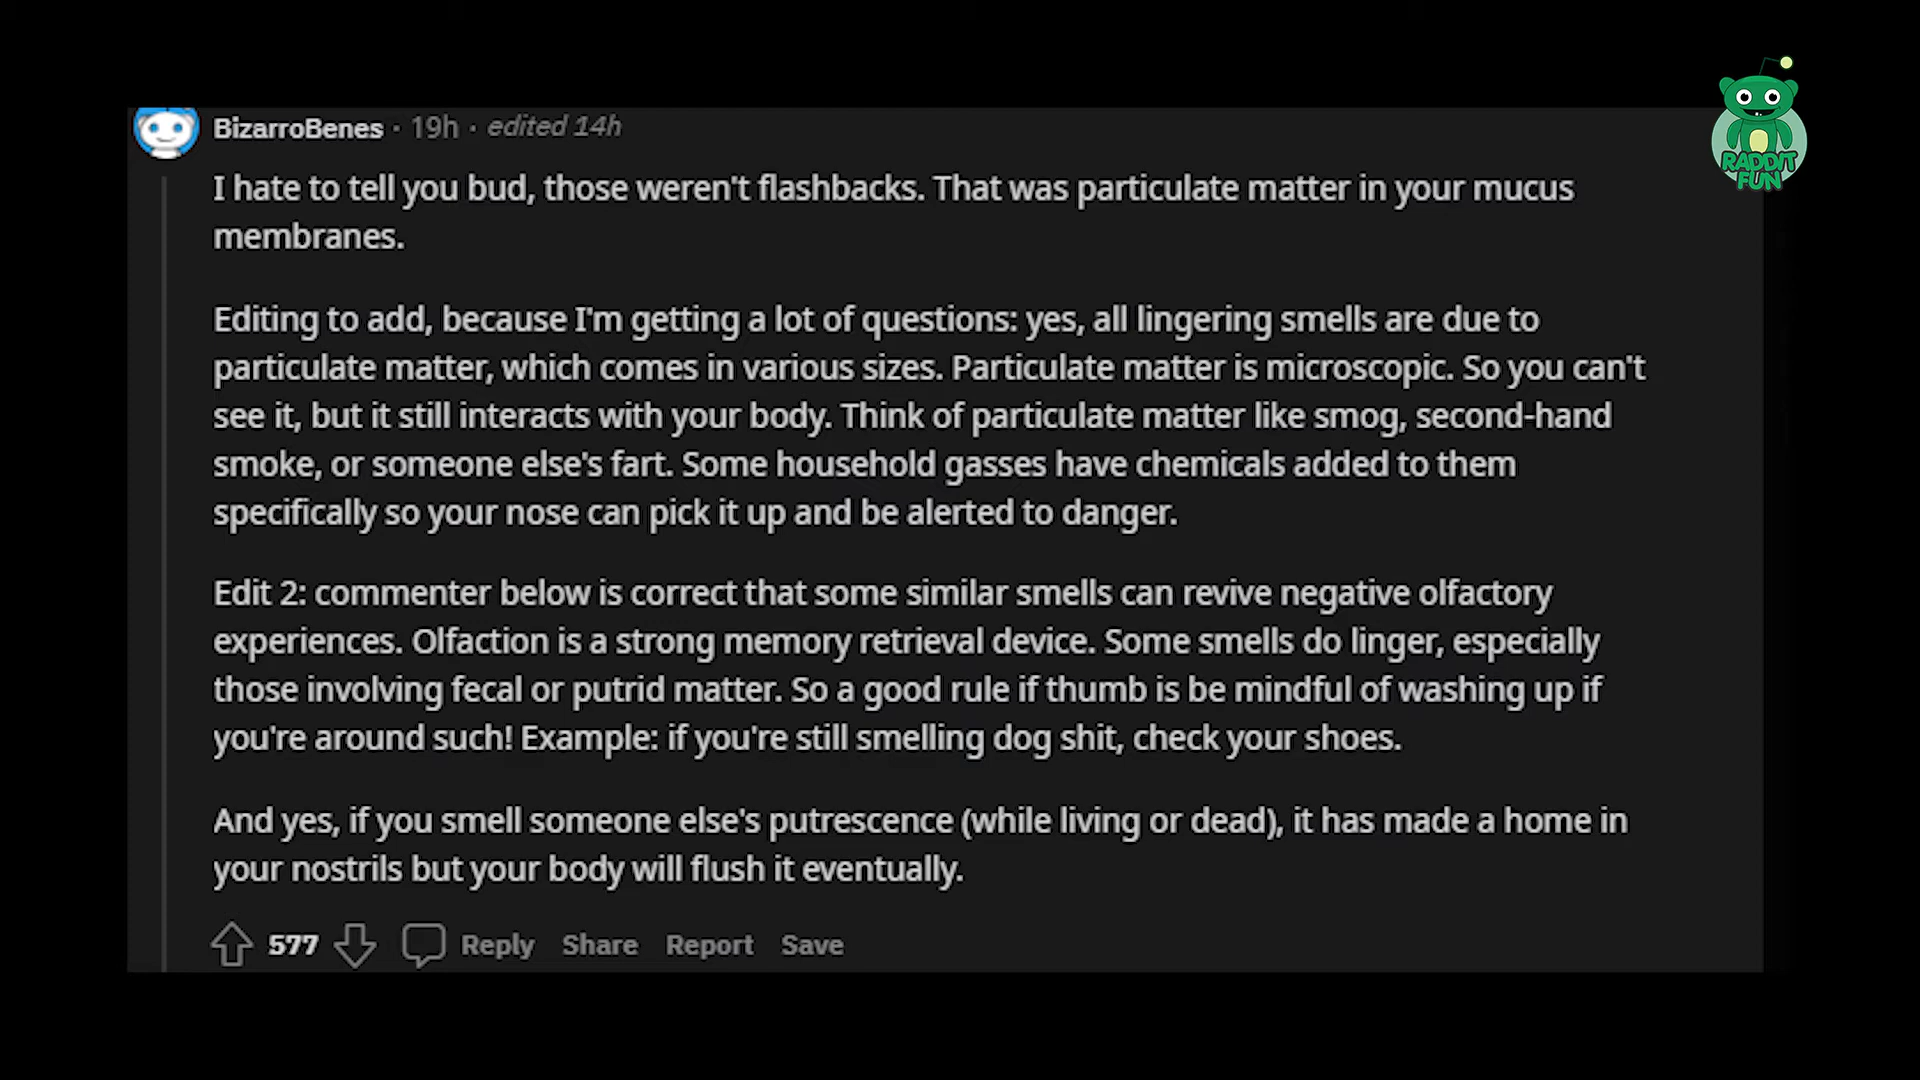 BizarroBenes · 19h · edited 14h
I hate to tell you bud, those weren't flashbacks. That was particulate matter in your mucus
membranes.
Editing to add, because I'm getting a lot of questions: yes, all lingering smells are due to
particulate matter, which comes in various sizes. Particulate matter is microscopic. So you can't
see it, but it still interacts with your body. Think of particulate matter like smog, second-hand
smoke, or someone else's fart. Some household gasses have chemicals added to them
specifically so your nose can pick it up and be alerted to danger.
Edit 2: commenter below is correct that some similar smells can revive negative olfactory
experiences. Olfaction is a strong memory retrieval device. Some smells do linger, especially
those involving fecal or putrid matter. So a good rule if thumb is be mindful of washing up if
you're around such! Example: if you're still smelling dog shit, check your shoes.
And yes, if you smell someone else's putrescence (while living or dead), it has made a home in
your nostrils but your body will flush it eventually.
577 Reply Share Report Save
RADDIT
FUN